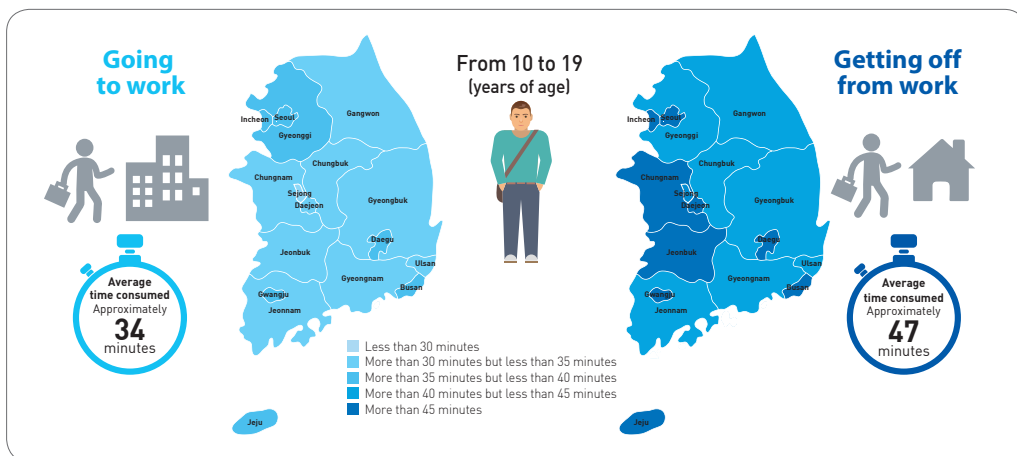 Going
to work
From 10 to 19
(years of age)
Getting off
from work
Incheon
Seoul
Gyeonggi
Gangwon
Chungbuk
Chungnam
Sejong
Daejeon
Gyeongbuk
Daegu
Jeonbuk
Ulsan
Gyeongnam
Busan
Gwangju
Jeonnam
Jeju
Incheon
Seoul
Gyeonggi
Gangwon
Chungbuk
Chungnam
Sejong
Daejeon
Gyeongbuk
Daegu
Jeonbuk
Ulsan
Gyeongnam
Busan
Gwangju
Jeonnam
Jeju
Average
time consumed
Approximately
34
minutes
Less than 30 minutes
More than 30 minutes but less than 35 minutes
More than 35 minutes but less than 40 minutes
More than 40 minutes but less than 45 minutes
More than 45 minutes
Average
time consumed
Approximately
47
minutes